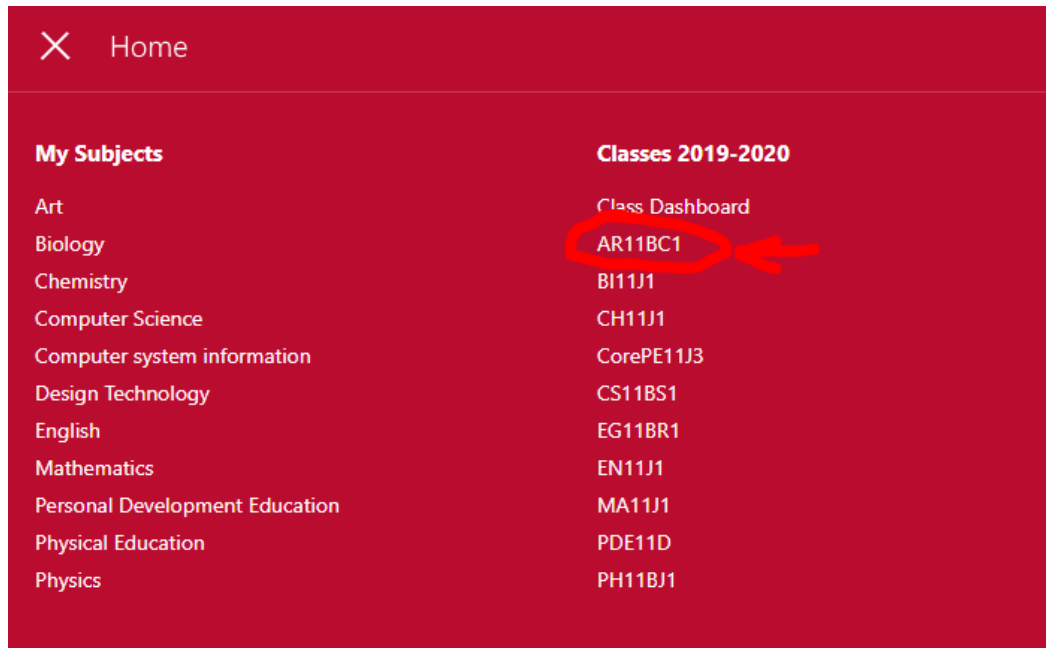 Home
My Subjects
Art
Biology
Chemistry
Computer Science
Computer system information
Design Technology
English
Mathematics
Personal Development Education
Physical Education
Physics
Classes 2019-2020
Class Dashboard
AR11BC1
BI11J1
CH11J1
CorePE11J3
CS11BS1
EG11BR1
EN11J1
MA11J1
PDE11D
PH11BJ1